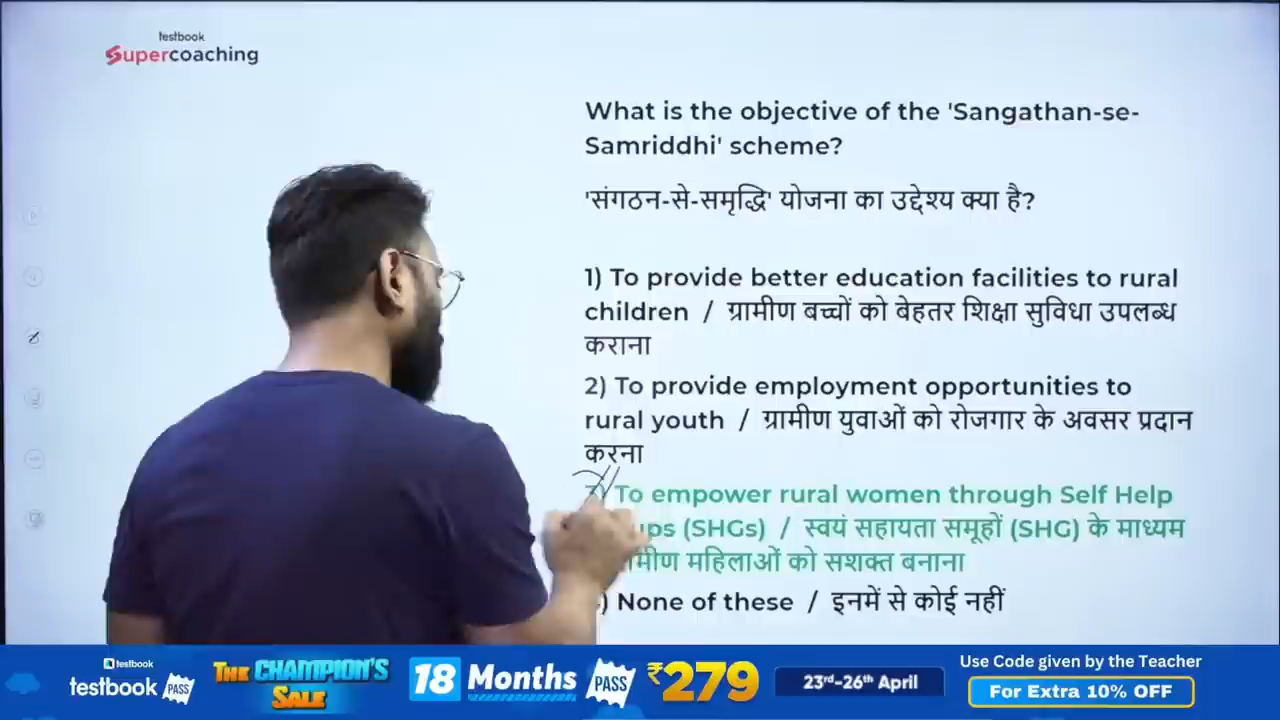 testbook
Supercoaching
What is the objective of the 'Sangathan-se-
Samriddhi' scheme?
'संगठन-से-समृद्धि' योजना का उद्देश्य क्या है?
1) To provide better education facilities to rural
children / ग्रामीण बच्चों को बेहतर शिक्षा सुविधा उपलब्ध
कराना
2) To provide employment opportunities to
rural youth / ग्रामीण युवाओं को रोजगार के अवसर प्रदान
करना
To empower rural women through Self Help
(SHGs) / स्वयं सहायता समूहों (SHG) के माध्यम
महिलाओं को सशक्त बनाना
None of these / इनमें से कोई नहीं
testbook
testbook PASS
THE CHAMPION'S
SALE
18 Months PASS ₹279
23rd-26th April
Use Code given by the Teacher
For Extra 10% OFF